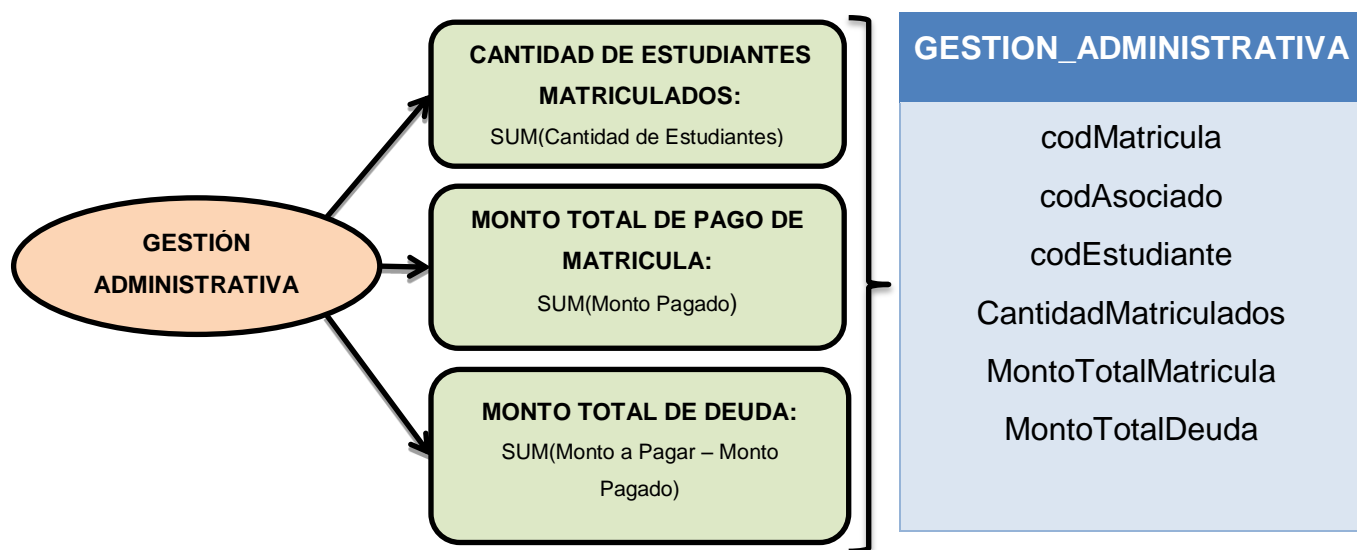 GESTIÓN
ADMINISTRATIVA
CANTIDAD DE ESTUDIANTES
MATRICULADOS:
SUM(Cantidad de Estudiantes)
MONTO TOTAL DE PAGO DE
MATRICULA:
SUM(Monto Pagado)
MONTO TOTAL DE DEUDA:
SUM(Monto a Pagar – Monto
Pagado)
GESTION_ADMINISTRATIVA
codMatricula
codAsociado
codEstudiante
CantidadMatriculados
MontoTotalMatricula
MontoTotalDeuda